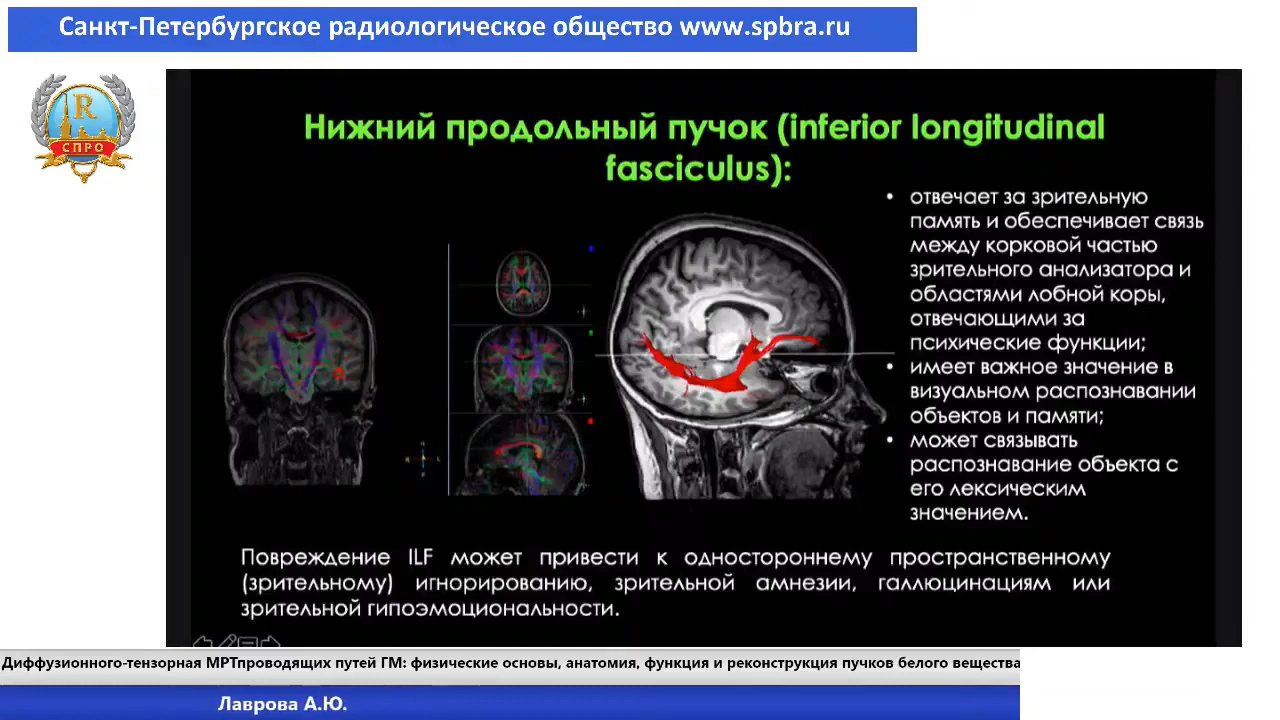 Санкт-Петербургское радиологическое общество www.spbra.ru
R
СПРО
Нижний продольный пучок (inferior longitudinal
fasciculus):
• отвечает за зрительную
память и обеспечивает связь
между корковой частью
зрительного анализатора и
областями лобной коры,
отвечающими за
психические функции;
• имеет важное значение в
визуальном распознавании
объектов и памяти;
• может связывать
распознавание объекта с
его лексическим
значением.
Повреждение ILF может привести к одностороннему пространственному
(зрительному) игнорированию, зрительной амнезии, галлюцинациям или
зрительной гипоэмоциональности.
Диффузионного-тензорная МРТпроводящих путей ГМ: физические основы, анатомия, функция и реконструкция пучков белого вещества
Лаврова А.Ю.